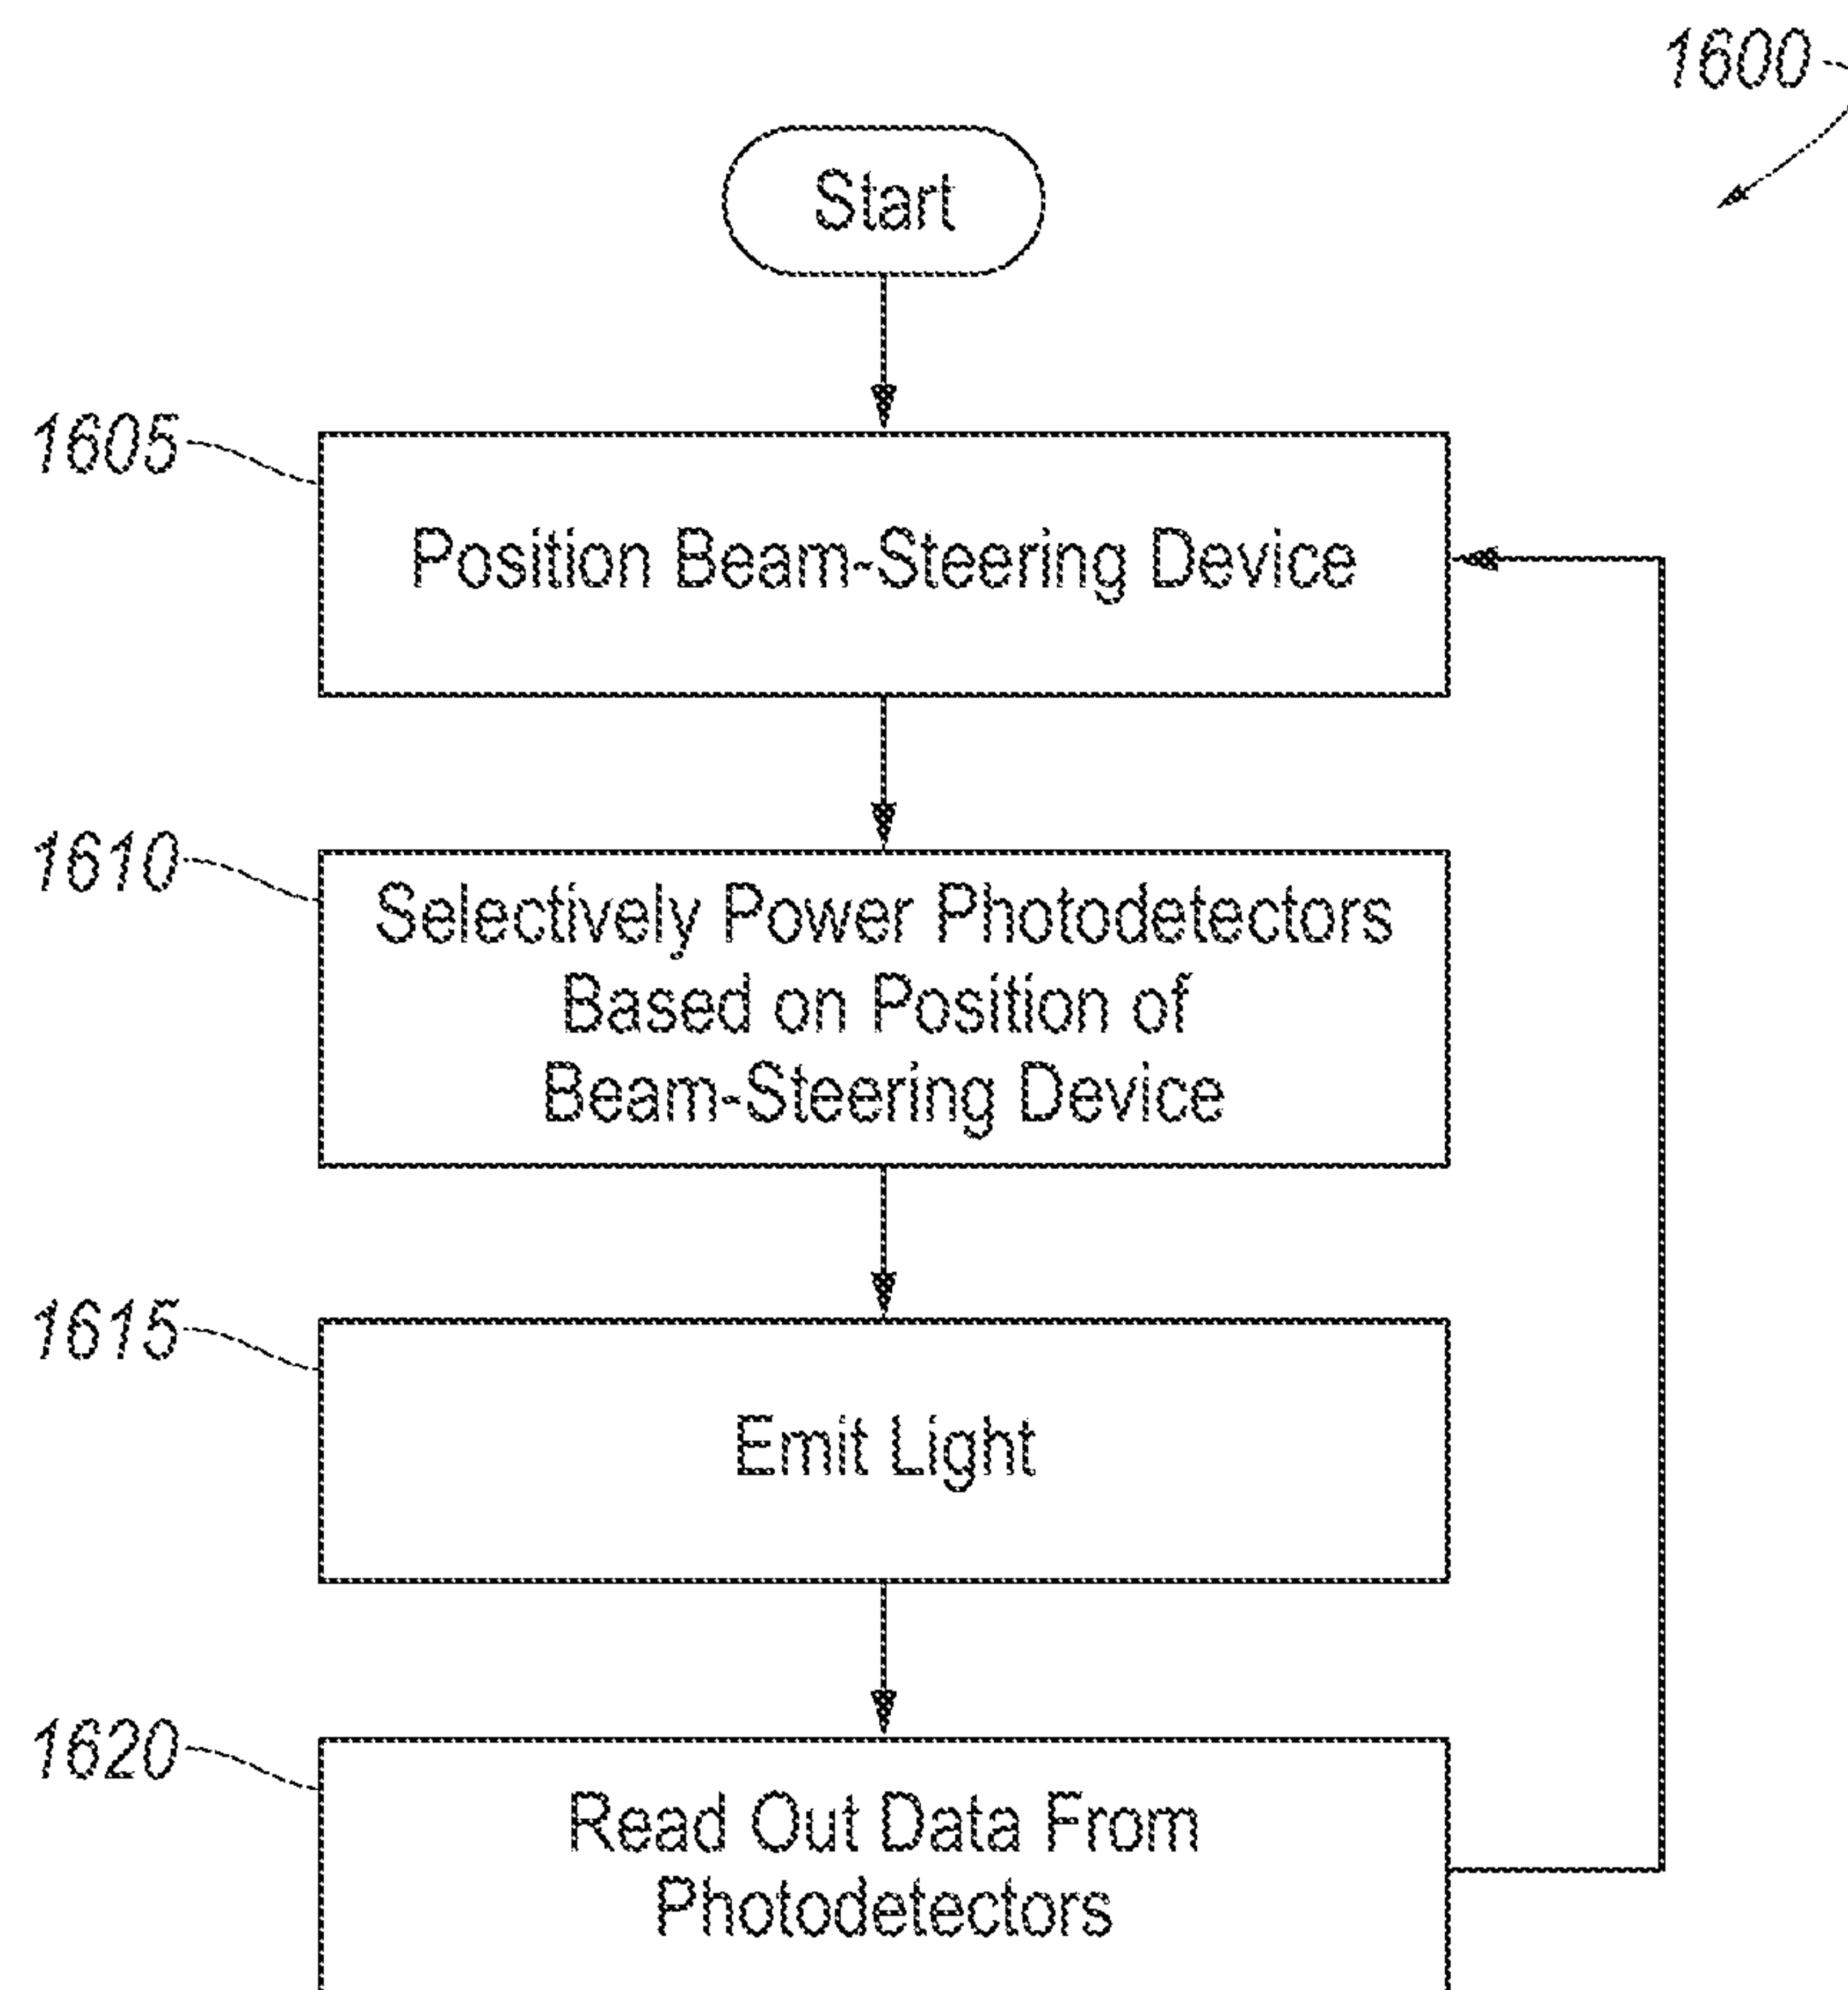 1600
Start
1605
Position Beam-Steering Device
1610
Selectively Power Photodetectors
Based on Position of
Beam-Steering Device
1615
Emit Light
1620
Read Out Data From
Photodetectors